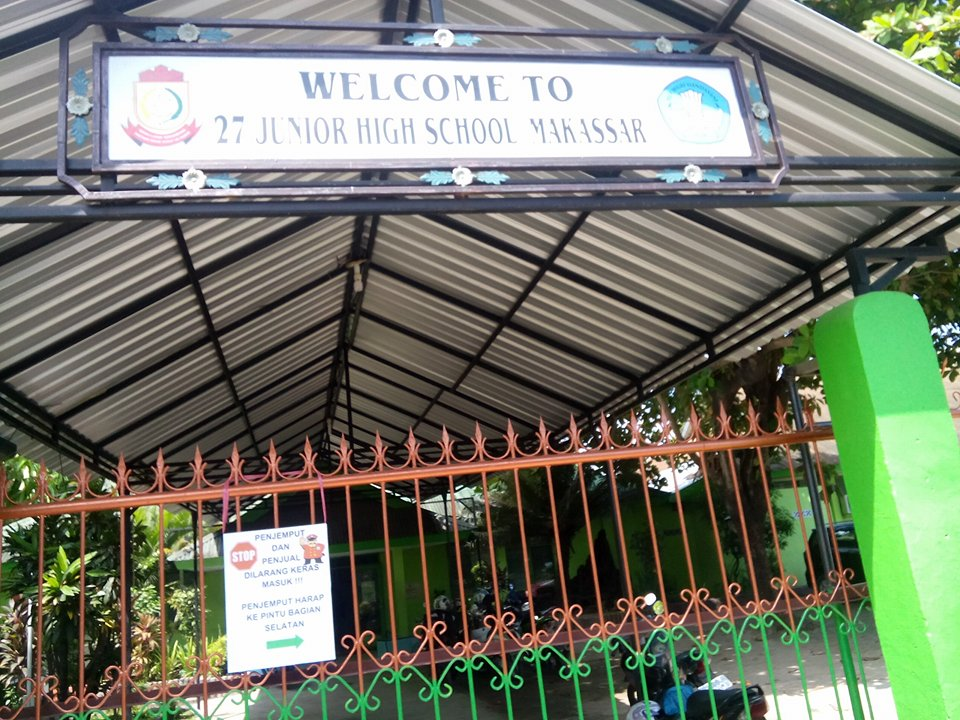 WELCOME TO
27 JUNIOR HIGH SCHOOL MAKASSAR
STOP
PENJEMPUT
DAN
PENJUAL
DILARANG KERAS
MASUK !!!
PENJEMPUT HARAP
KE PINTU BAGIAN
SELATAN